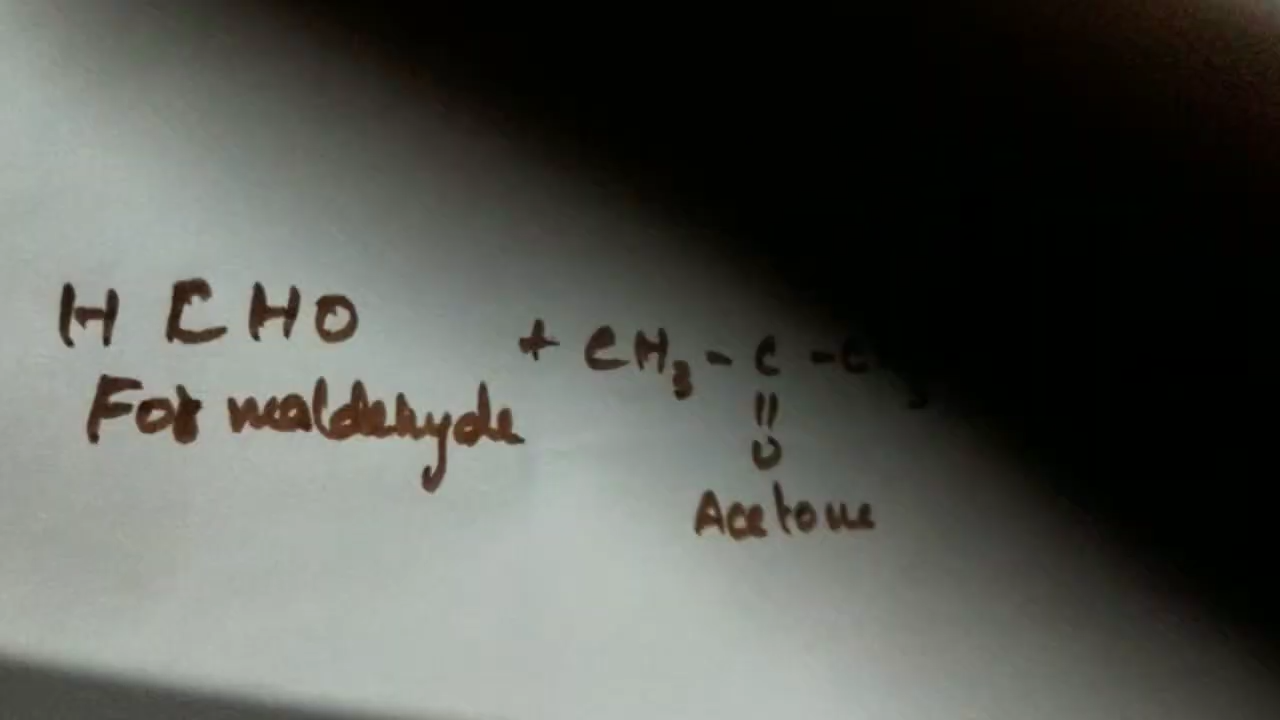 H CHO + CH₃ - C - C
||
O
Formaldehyde
Acetone